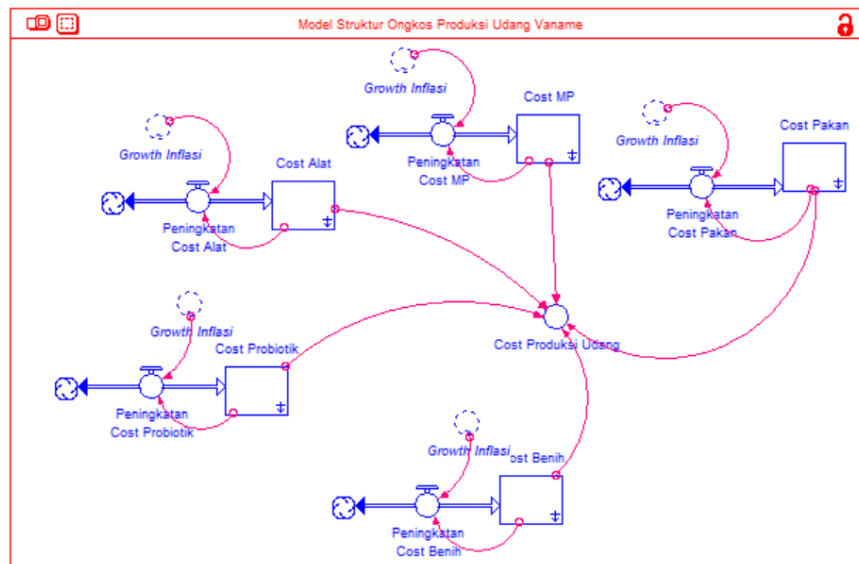 Model Struktur Ongkos Produksi Udang Vaname
Growth Inflasi
Cost MP
Peningkatan
Cost MP
Growth Inflasi
Cost Pakan
Peningkatan
Cost Pakan
Growth Inflasi
Cost Alat
Peningkatan
Cost Alat
Cost Produksi Udang
Growth Inflasi
Cost Probiotik
Peningkatan
Cost Probiotik
Growth Inflasi
ost Benih
Peningkatan
Cost Benih